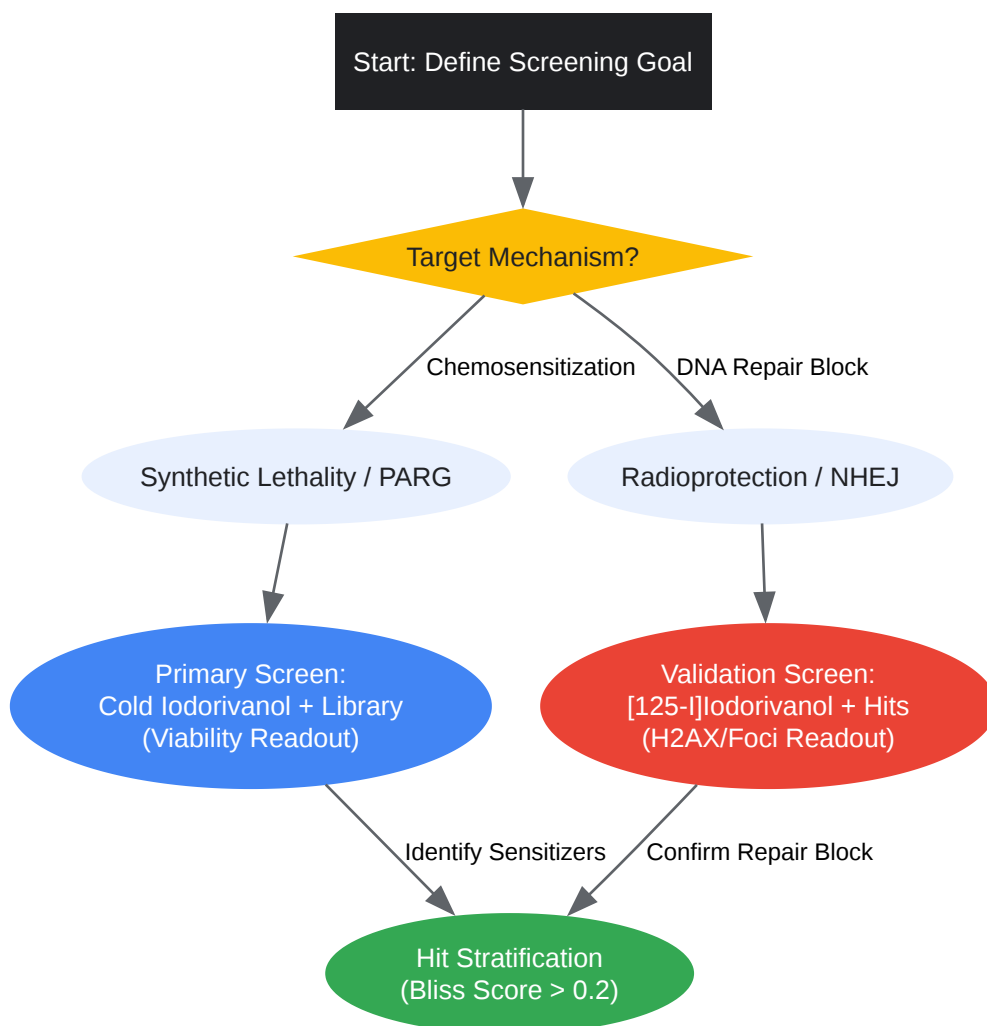 Start: Define Screening Goal
Target Mechanism?
Chemosensitization
DNA Repair Block
Synthetic Lethality / PARG
Radioprotection / NHEJ
Primary Screen:
Cold Iodorivanol + Library
(Viability Readout)
Validation Screen:
[125-I]Iodorivanol + Hits
(H2AX/Foci Readout)
Identify Sensitizers
Confirm Repair Block
Hit Stratification
(Bliss Score > 0.2)